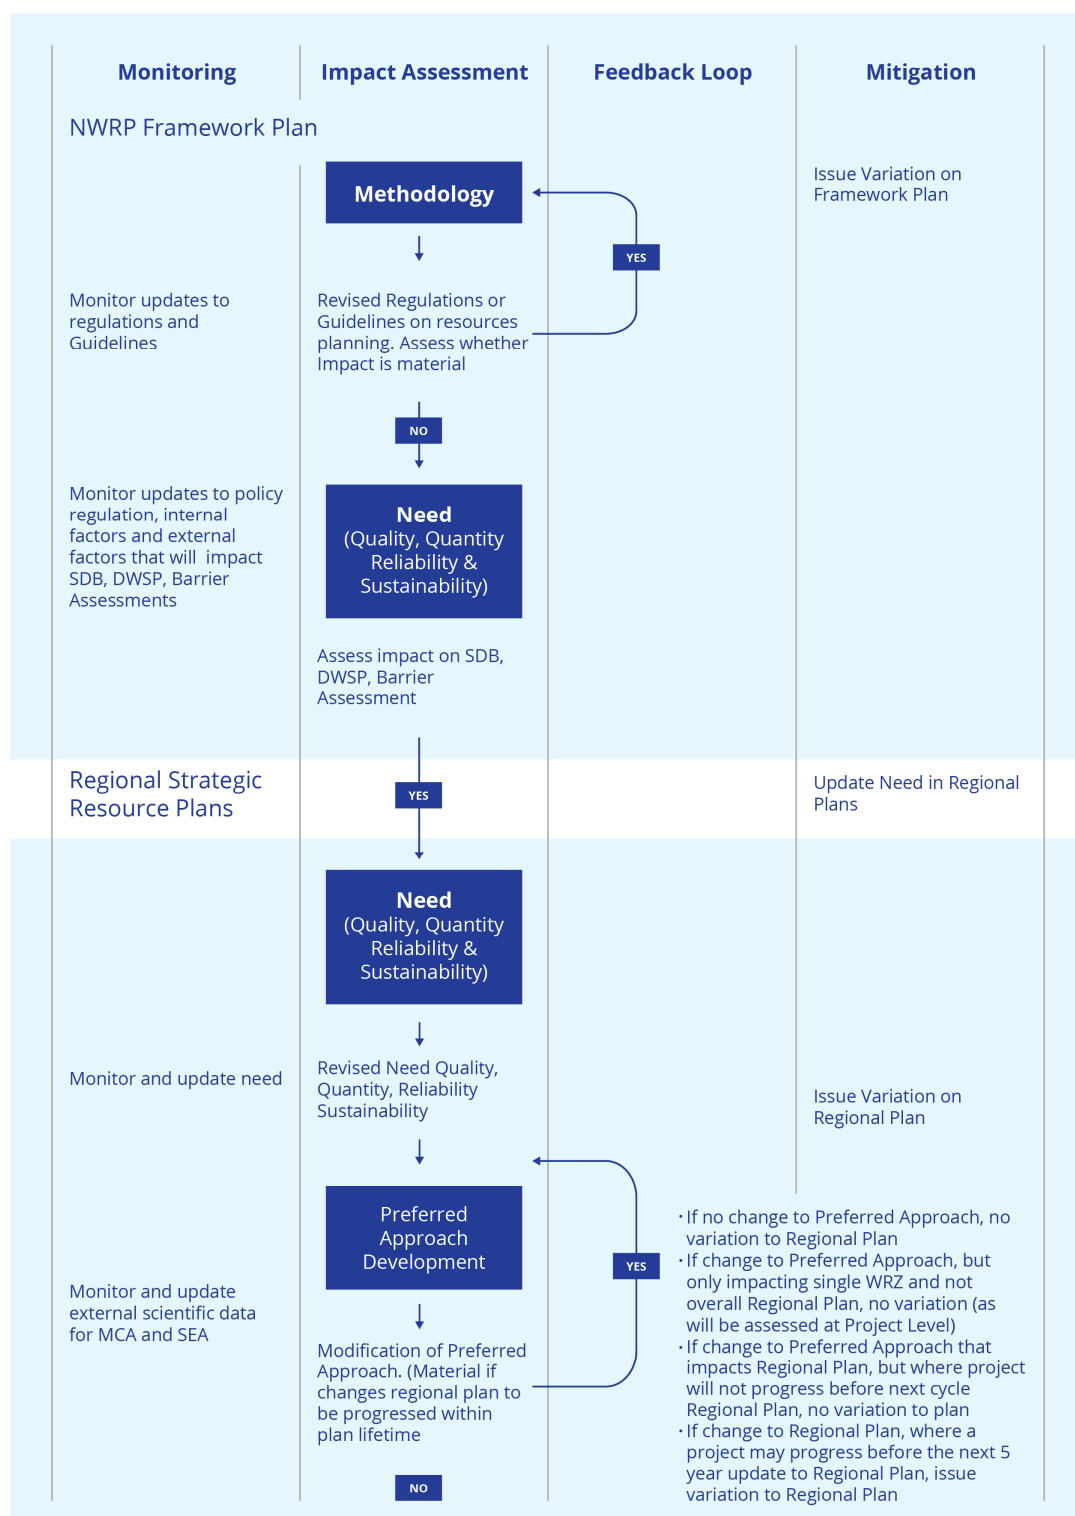 Monitoring
Impact Assessment
Feedback Loop
Mitigation
NWRP Framework Plan
Methodology
Issue Variation on
Framework Plan
YES
Monitor updates to
regulations and
Guidelines
Revised Regulations or
Guidelines on resources
planning. Assess whether
Impact is material
NO
Monitor updates to policy
regulation, internal
factors and external
factors that will impact
SDB, DWSP, Barrier
Assessments
Need
(Quality, Quantity
Reliability &
Sustainability)
Assess impact on SDB,
DWSP, Barrier
Assessment
Regional Strategic
Resource Plans
YES
Update Need in Regional
Plans
Need
(Quality, Quantity
Reliability &
Sustainability)
Monitor and update need
Revised Need Quality,
Quantity, Reliability
Sustainability
Issue Variation on
Regional Plan
Preferred
Approach
Development
YES
Monitor and update
external scientific data
for MCA and SEA
Modification of Preferred
Approach. (Material if
changes regional plan to
be progressed within
plan lifetime
NO
· If no change to Preferred Approach, no
variation to Regional Plan
· If change to Preferred Approach, but
only impacting single WRZ and not
overall Regional Plan, no variation (as
will be assessed at Project Level)
· If change to Preferred Approach that
impacts Regional Plan, but where project
will not progress before next cycle
Regional Plan, no variation to plan
· If change to Regional Plan, where a
project may progress before the next 5
year update to Regional Plan, issue
variation to Regional Plan